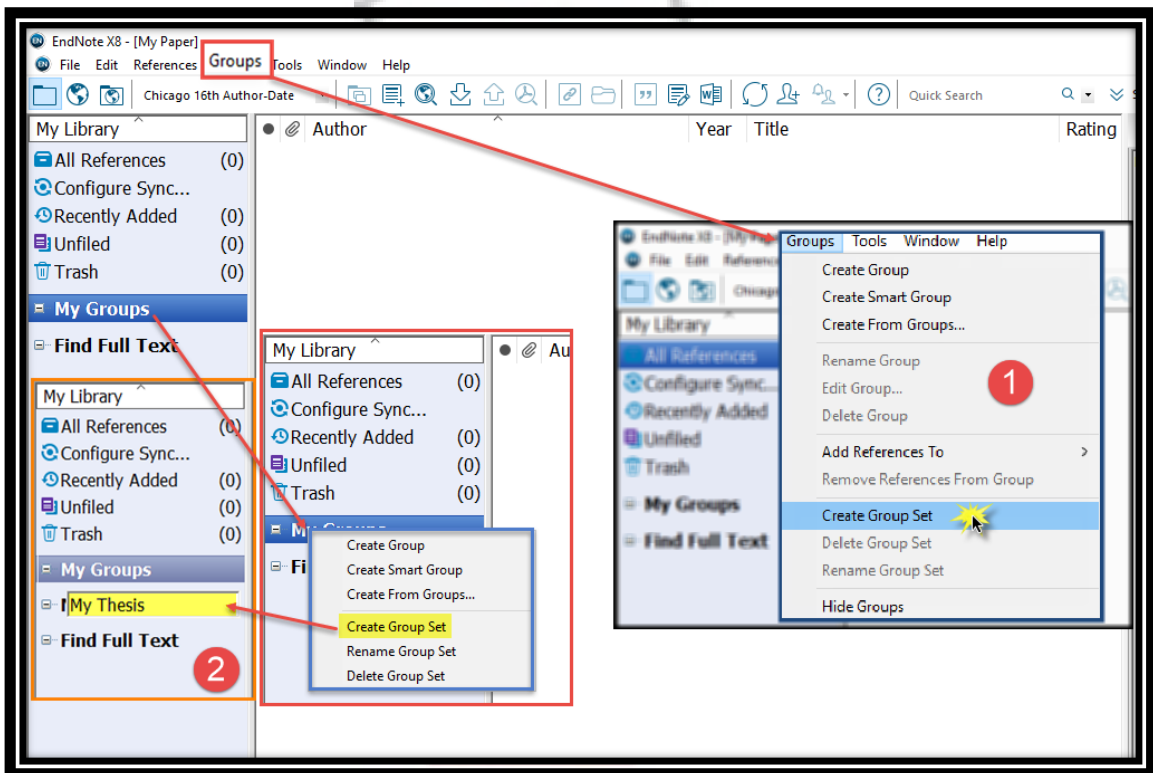 EndNote X8 - [My Paper]
File Edit References Groups Tools Window Help
Chicago 16th Author-Date Quick Search
My Library
Author Year Title Rating
All References (0)
Configure Sync...
Recently Added (0)
Unfiled (0)
Trash (0)
My Groups
Find Full Text
My Library
All References (0)
Configure Sync...
Recently Added (0)
Unfiled (0)
Trash (0)
My Groups
My Thesis
Find Full Text
2
My Library
All References (0)
Configure Sync...
Recently Added (0)
Unfiled (0)
Trash (0)
Create Group
Create Smart Group
Create From Groups...
Create Group Set
Rename Group Set
Delete Group Set
EndNote X8
File Edit
My Library
All References
Configure Sync...
Recently Added
Unfiled
Trash
My Groups
Find Full Text
Groups Tools Window Help
Create Group
Create Smart Group
Create From Groups...
Rename Group
Edit Group...
Delete Group
1
Add References To >
Remove References From Group
Create Group Set
Delete Group Set
Rename Group Set
Hide Groups